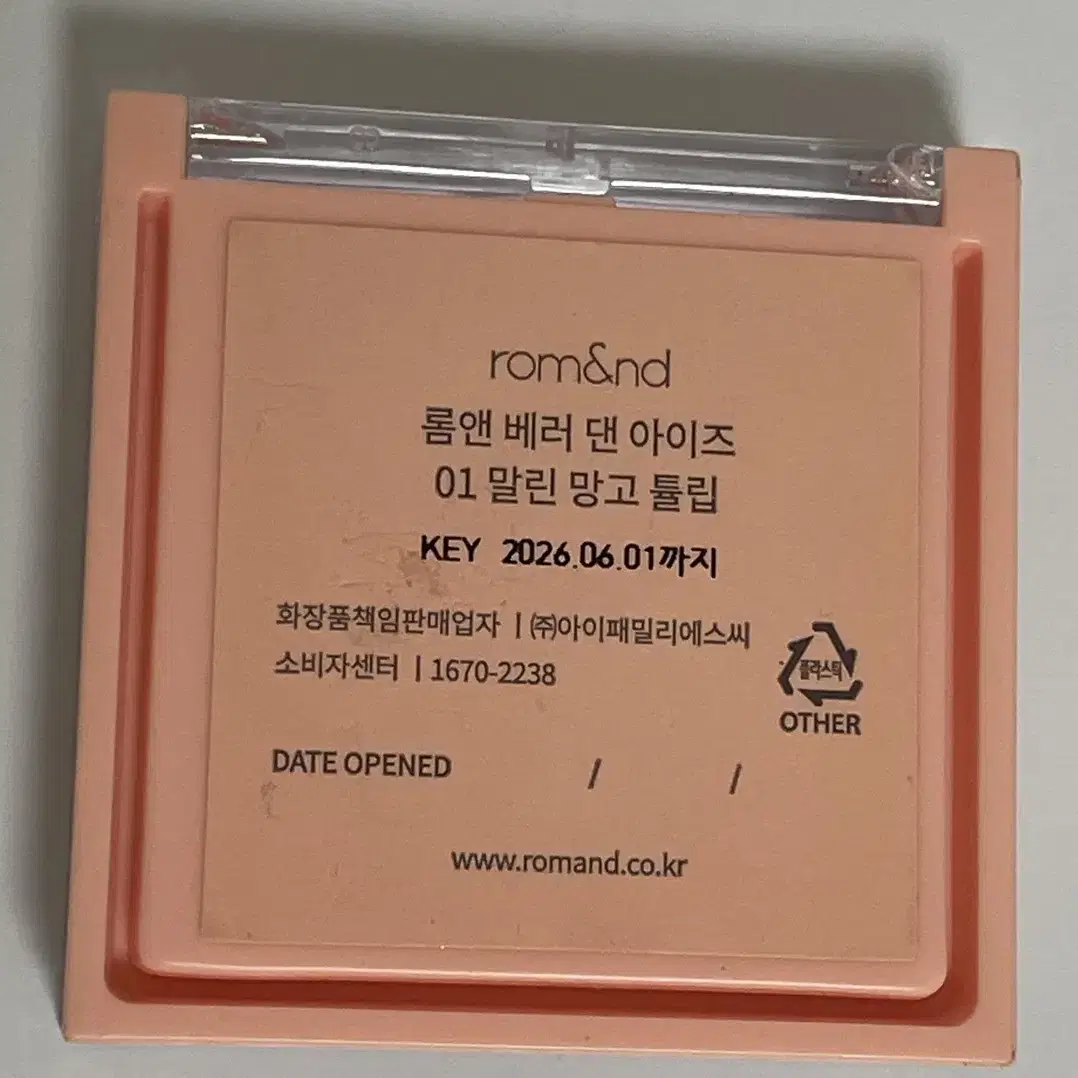 rom&nd
롬앤 베러 댄 아이즈
01 말린 망고 튤립
KEY 2026.06.01까지
화장품책임판매업자 | ㈜아이패밀리에스씨
소비자센터 | 1670-2238
플라스틱
OTHER
DATE OPENED / /
www.romand.co.kr